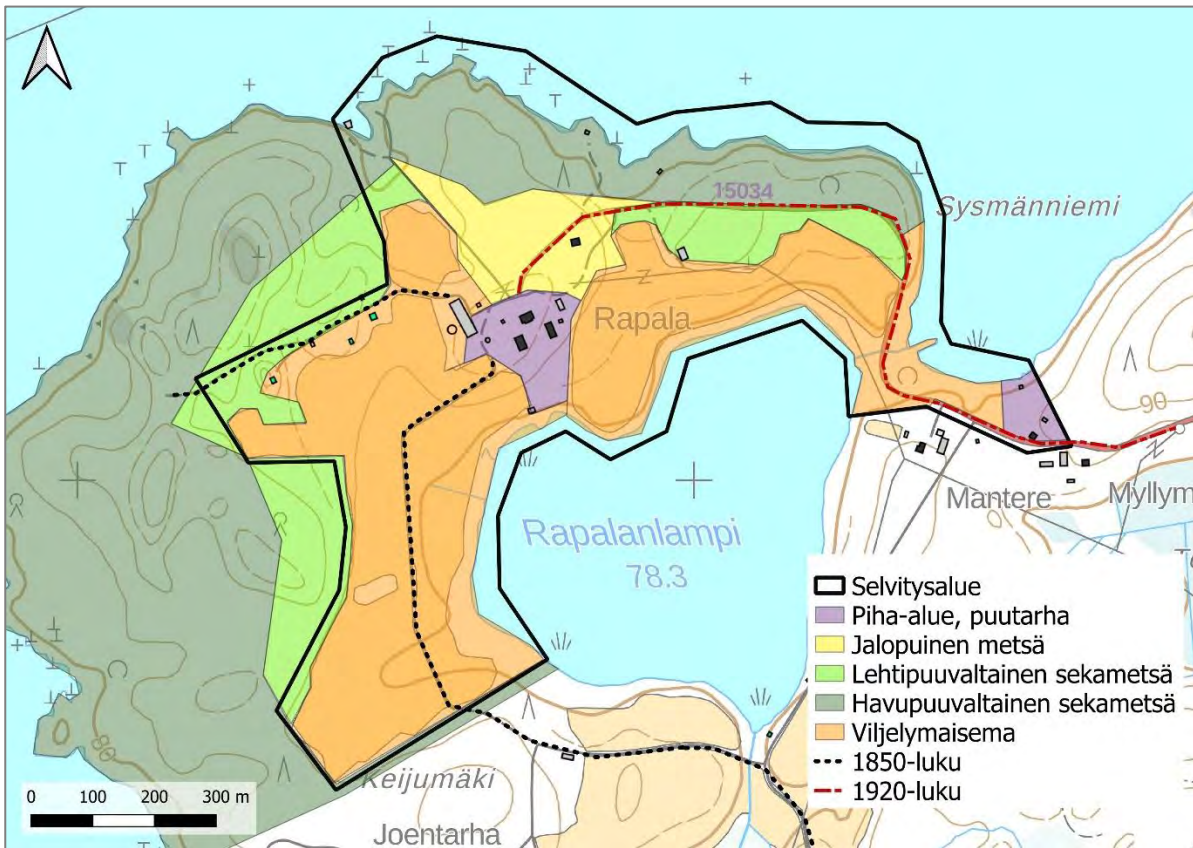 15034
Sysmänniemi
Rapala
90
Mantere
Myllym
Rapalanlampi
78.3
80
Keijumäki
Joentarha
0 100 200 300 m
Selvitysalue
Piha-alue, puutarha
Jalopuinen metsä
Lehtipuuvaltainen sekametsä
Havupuuvaltainen sekametsä
Viljelymaisema
1850-luku
1920-luku